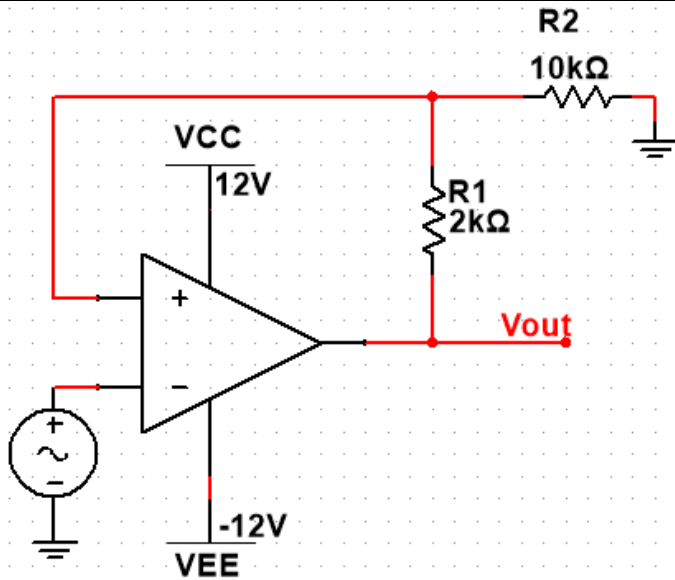 R2
10kΩ
VCC
12V
R1
2kΩ
+
Vout
−
+
−
-12V
VEE